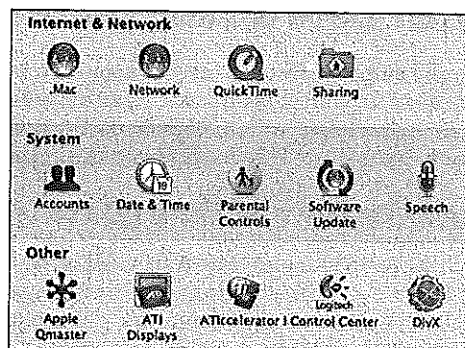 Internet & Network
.Mac Network QuickTime Sharing
System
19
Accounts Date & Time Parental Controls Software Update Speech
Other
Logitech
Apple Qmaster ATI Displays ATIccelerator I Control Center DivX